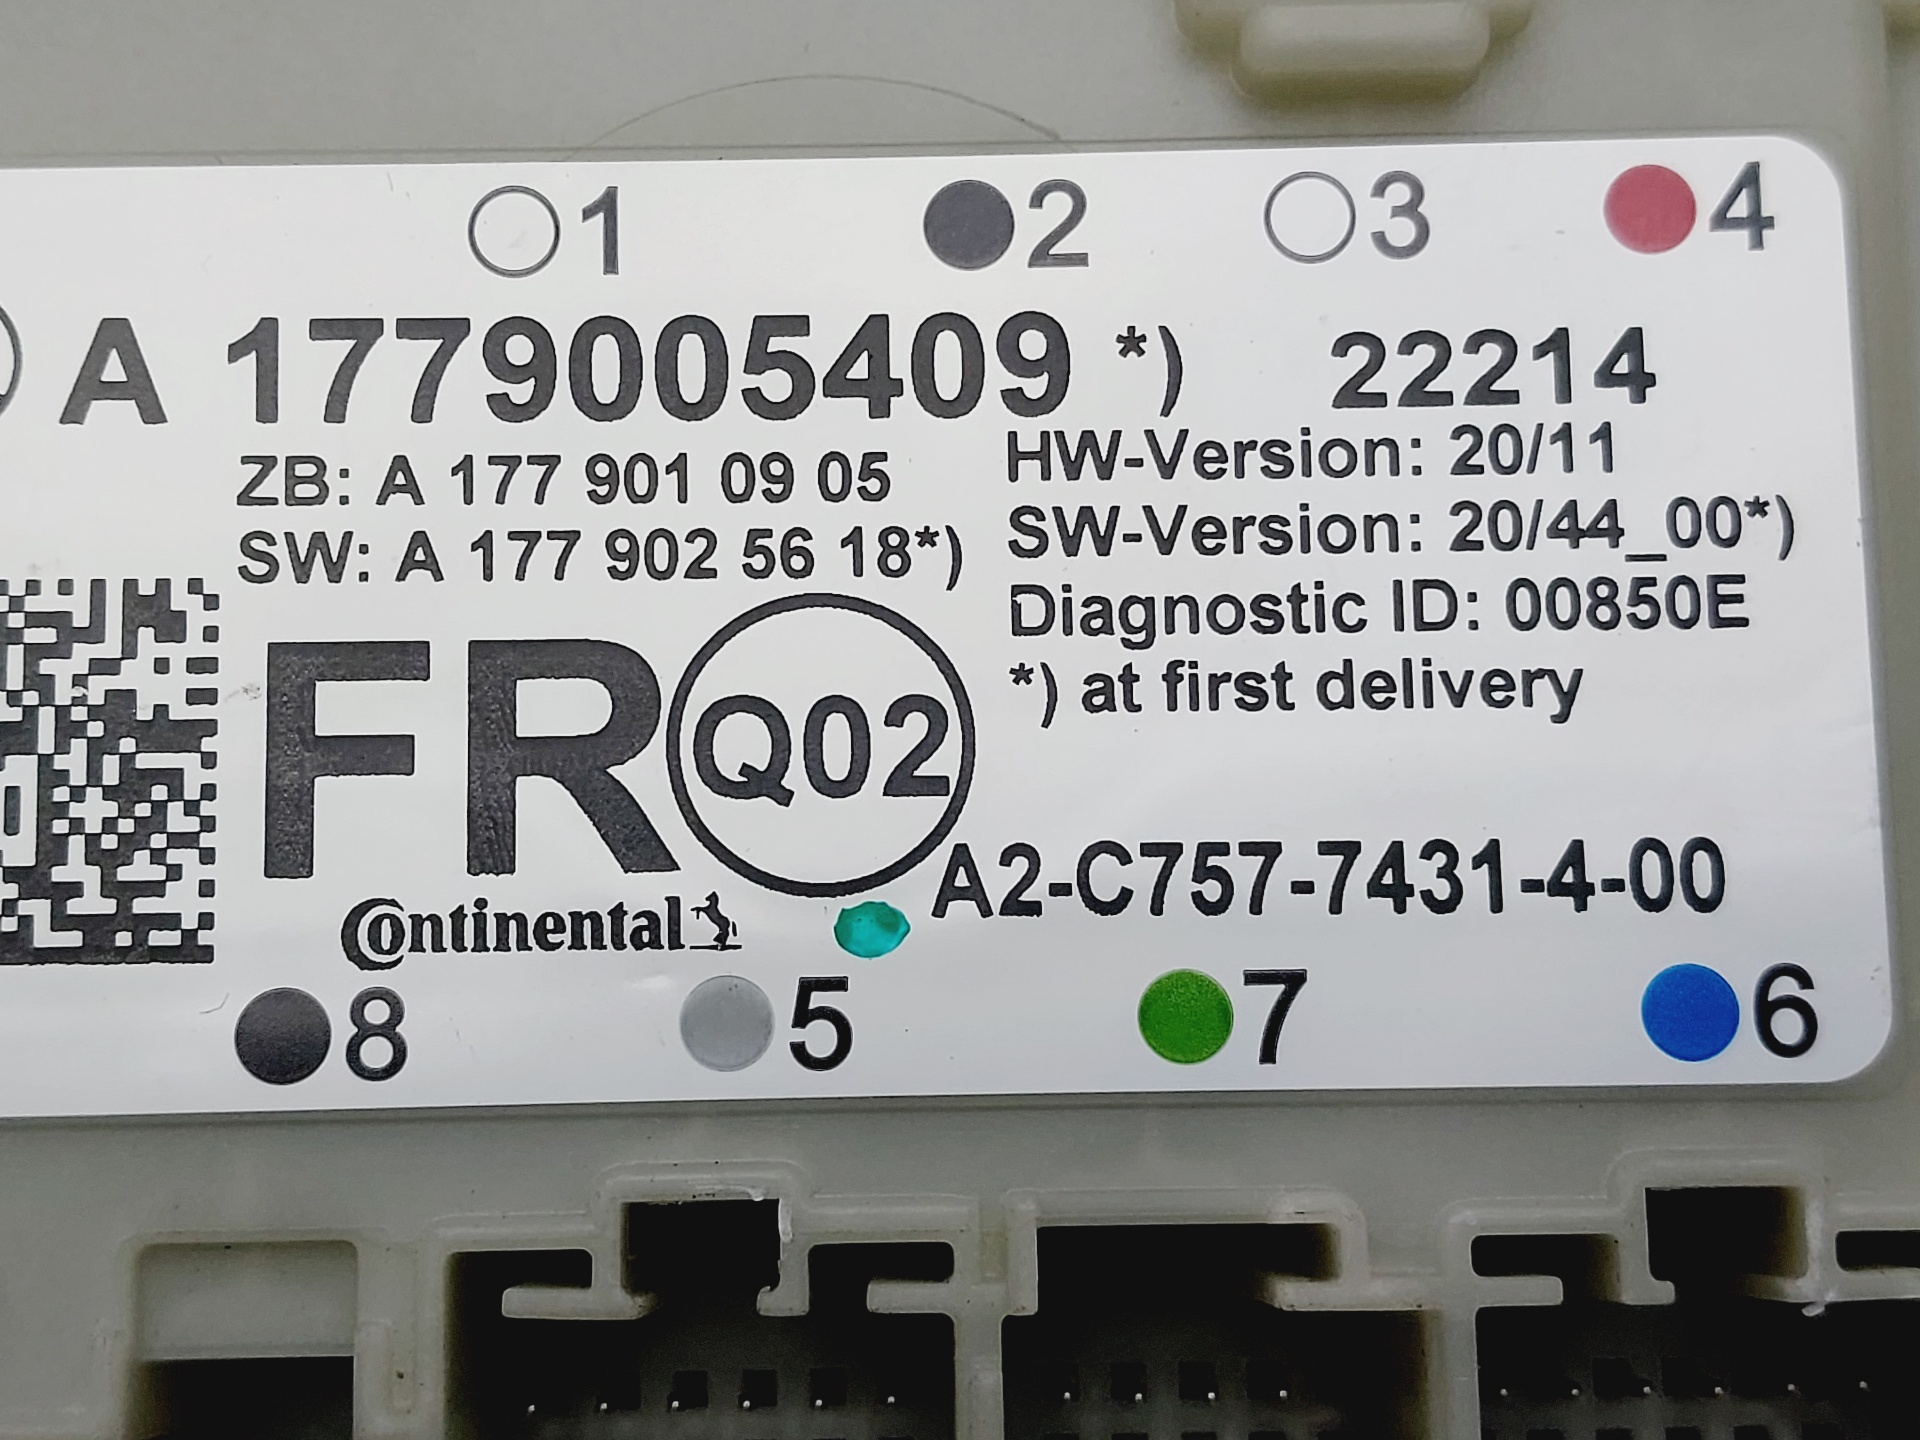 1 2 3 4
A 1779005409 *) 22214
ZB: A 177 901 09 05
HW-Version: 20/11
SW: A 177 902 56 18*)
SW-Version: 20/44_00*)
Diagnostic ID: 00850E
*) at first delivery
FR Q02
A2-C757-7431-4-00
Continental
8 5 7 6